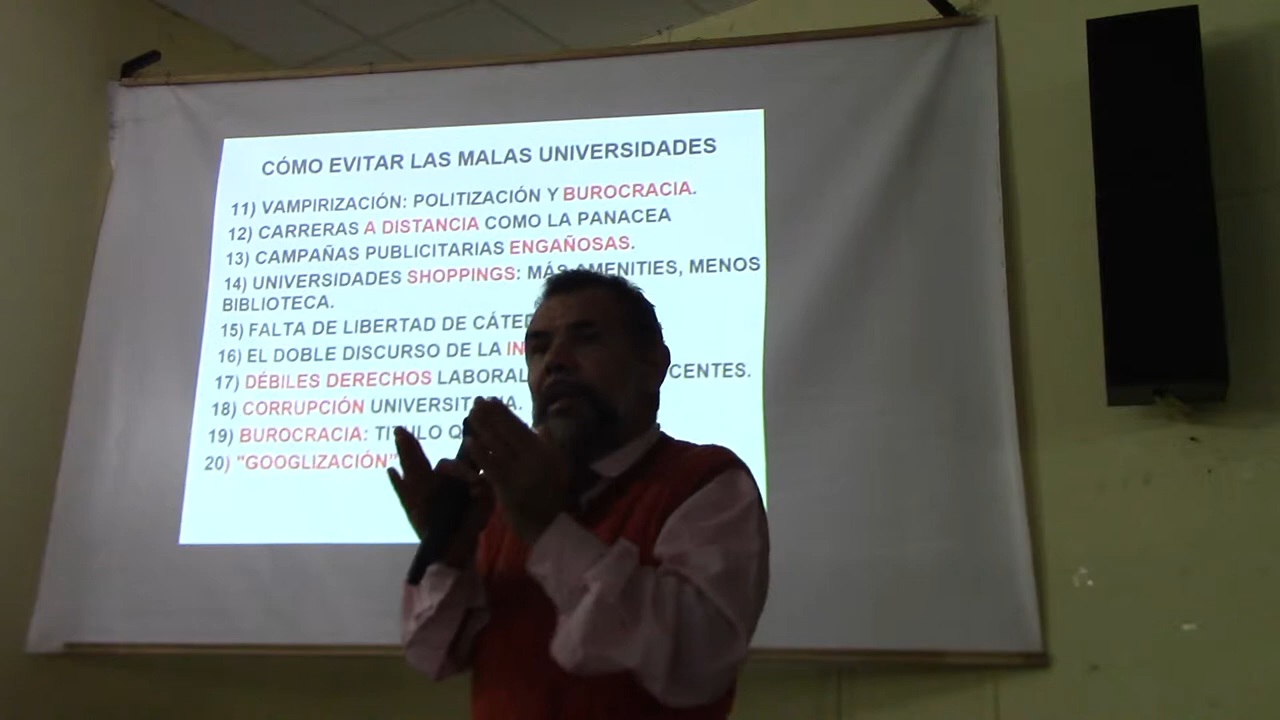 CÓMO EVITAR LAS MALAS UNIVERSIDADES
11) VAMPIRIZACIÓN: POLITIZACIÓN Y BUROCRACIA.
12) CARRERAS A DISTANCIA COMO LA PANACEA
13) CAMPAÑAS PUBLICITARIAS ENGAÑOSAS.
14) UNIVERSIDADES SHOPPINGS: MÁS AMENITIES, MENOS
BIBLIOTECA.
15) FALTA DE LIBERTAD DE
16) EL DOBLE DISCURSO DE LA
17) DÉBILES DERECHOS
18) CORRUPCIÓN UNIVERSITARIA.
19) BUROCRACIA:
20) "GOOGLIZACIÓN"